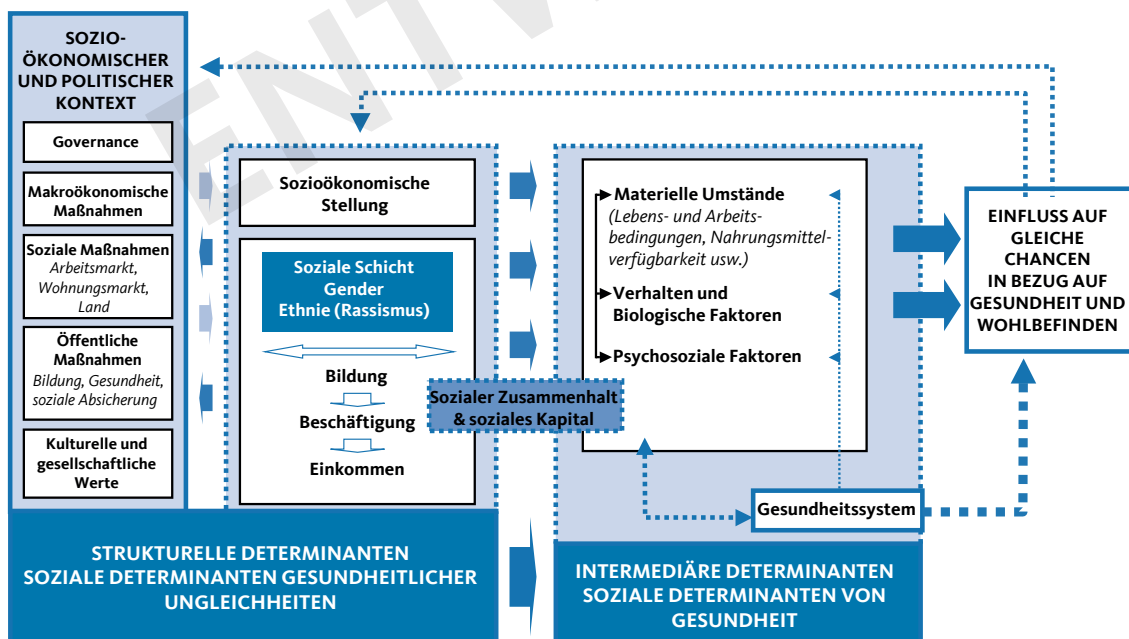 SOZIO-
ÖKONOMISCHER
UND POLITISCHER
KONTEXT
Governance
Makroökonomische
Maßnahmen
Soziale Maßnahmen
Arbeitsmarkt,
Wohnungsmarkt,
Land
Öffentliche
Maßnahmen
Bildung, Gesundheit,
soziale Absicherung
Kulturelle und
gesellschaftliche
Werte
Sozioökonomische
Stellung
Soziale Schicht
Gender
Ethnie (Rassismus)
Bildung
Beschäftigung
Einkommen
Sozialer Zusammenhalt
& soziales Kapital
Materielle Umstände
(Lebens- und Arbeits-
bedingungen, Nahrungsmittel-
verfügbarkeit usw.)
Verhalten und
Biologische Faktoren
Psychosoziale Faktoren
Gesundheitssystem
EINFLUSS AUF
GLEICHE
CHANCEN
IN BEZUG AUF
GESUNDHEIT UND
WOHLBEFINDEN
STRUKTURELLE DETERMINANTEN
SOZIALE DETERMINANTEN GESUNDHEITLICHER
UNGLEICHHEITEN
INTERMEDIÄRE DETERMINANTEN
SOZIALE DETERMINANTEN VON
GESUNDHEIT